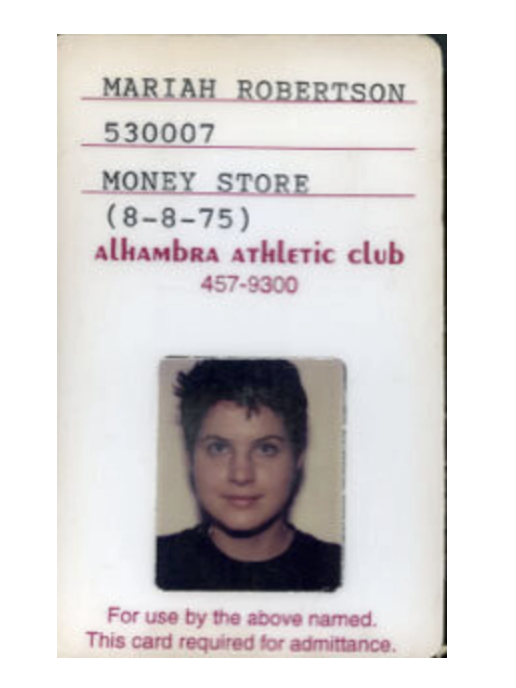 MARIAH ROBERTSON
530007
MONEY STORE
(8-8-75)
alhambra athletic club
457-9300
For use by the above named.
This card required for admittance.